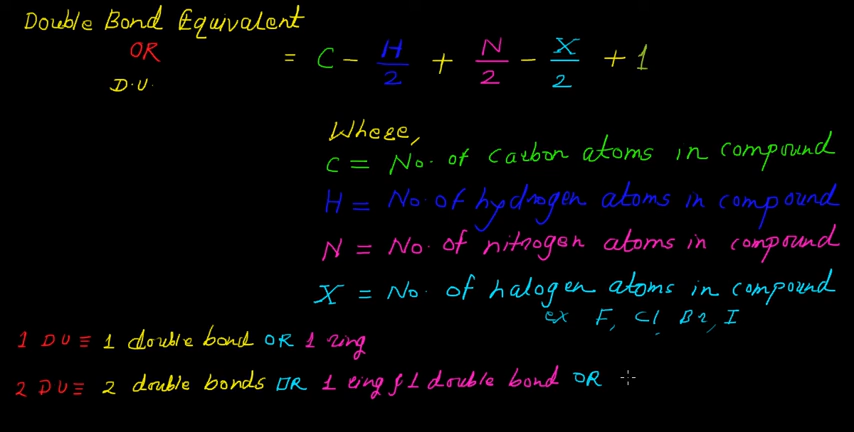 Double Bond Equivalent
OR
D.U.
= C - H/2 + N/2 - X/2 + 1
Where,
C = No. of carbon atoms in compound
H = No. of hydrogen atoms in compound
N = No. of nitrogen atoms in compound
X = No. of halogen atoms in compound
ex F, Cl, Br, I
1 DU ≡ 1 double bond OR 1 ring
2 DU ≡ 2 double bonds OR 1 ring & 1 double bond OR